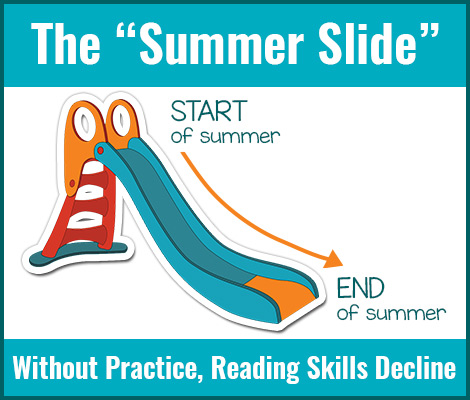 The “Summer Slide”
START
of summer
END
of summer
Without Practice, Reading Skills Decline